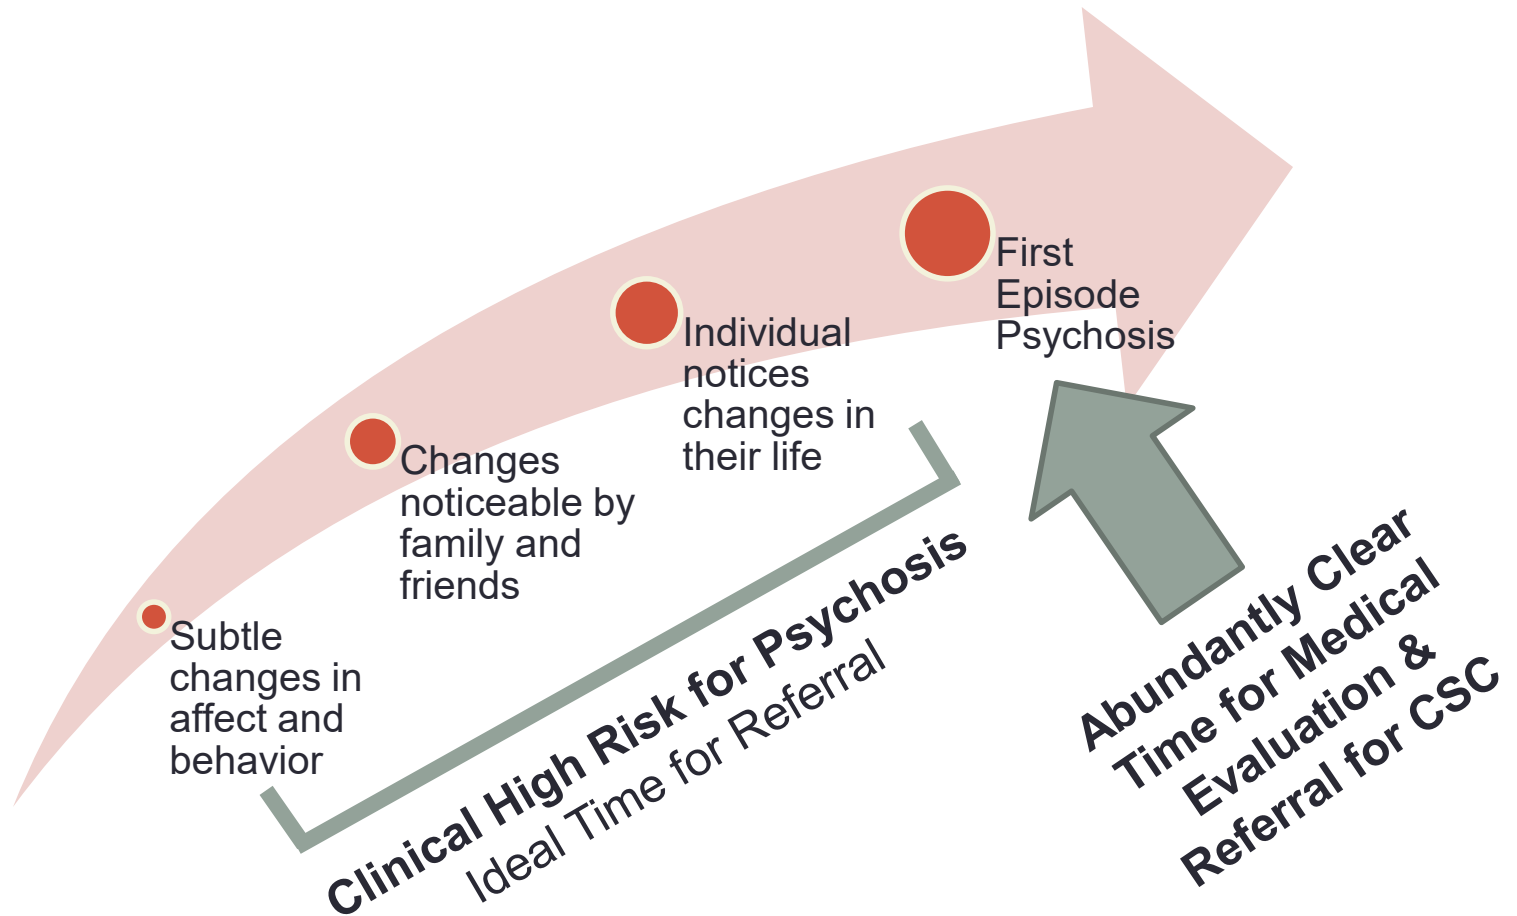 Subtle
changes in
affect and
behavior
Changes
noticeable by
family and
friends
Individual
notices
changes in
their life
First
Episode
Psychosis
Clinical High Risk for Psychosis
Ideal Time for Referral
Abundantly Clear
Time for Medical
Evaluation &
Referral for CSC